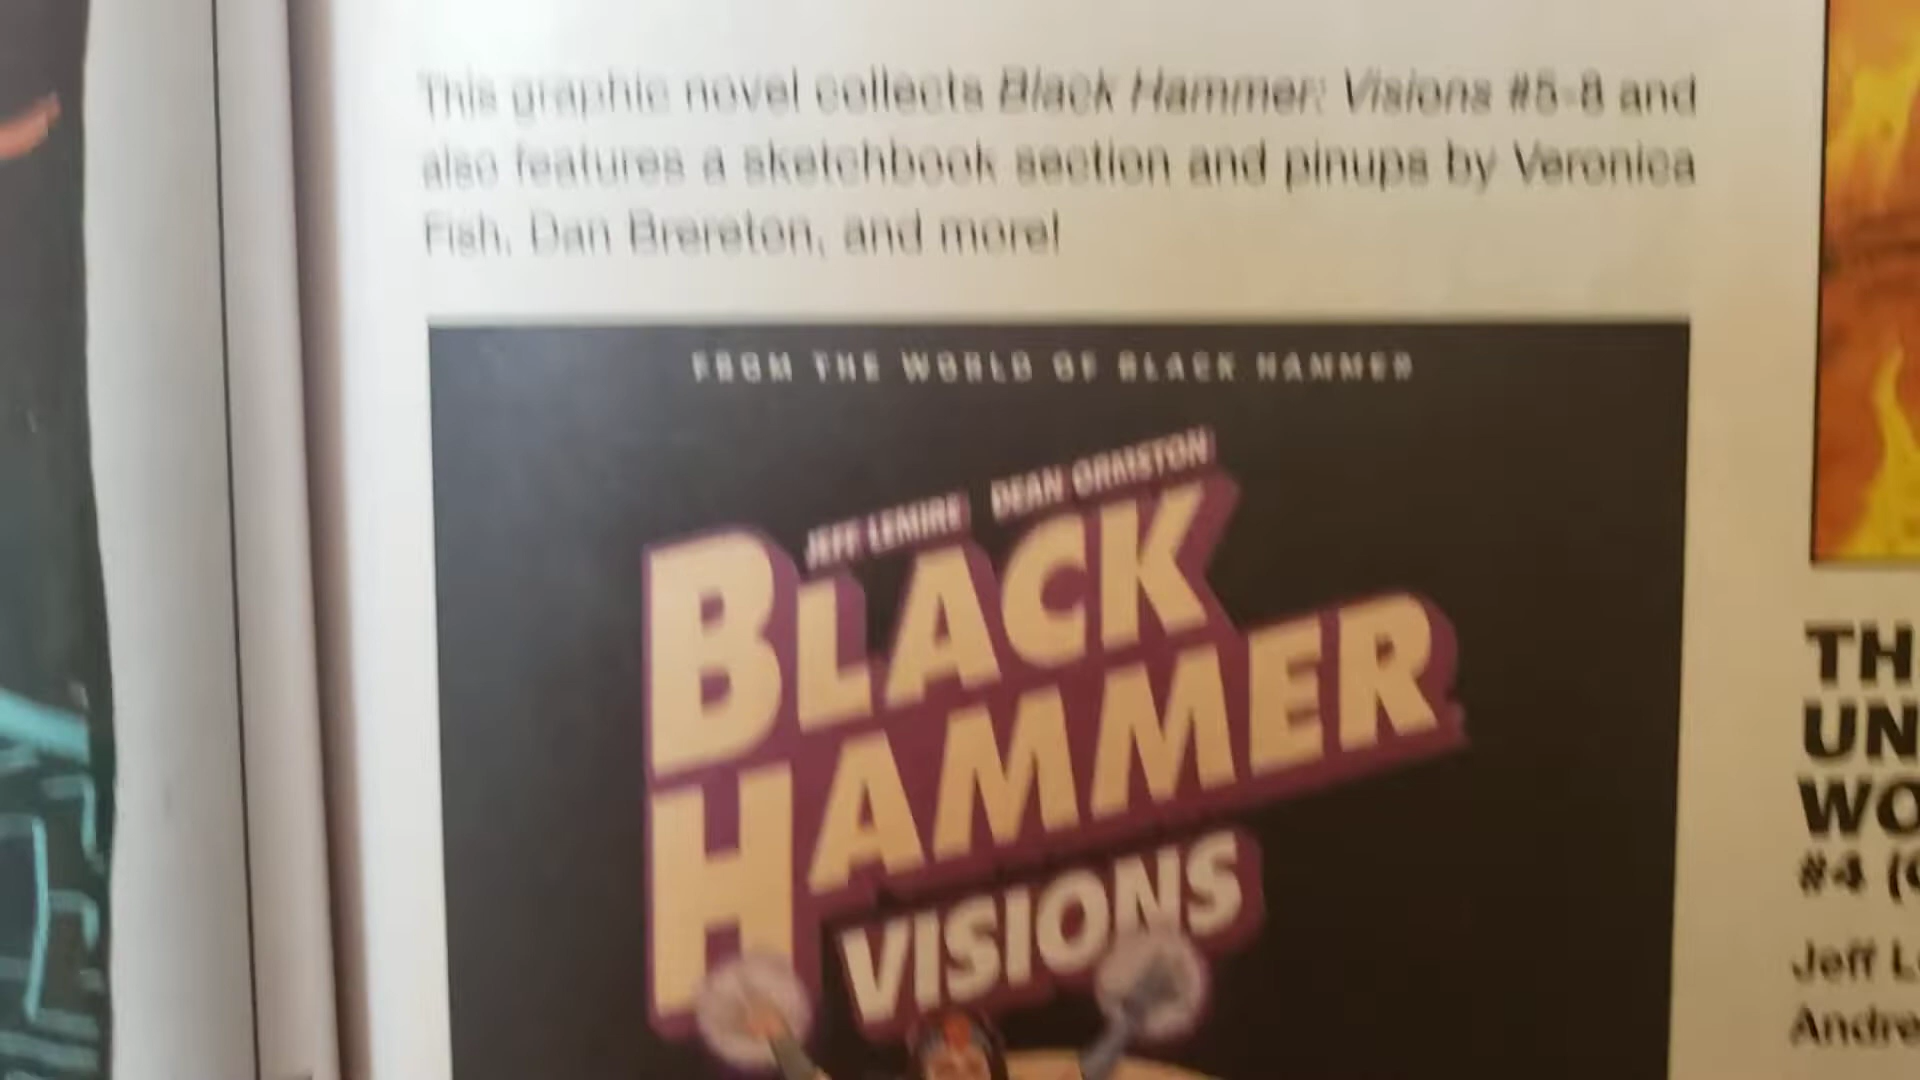 This graphic novel collects Black Hammer: Visions #5-8 and
also features a sketchbook section and pinups by Veronica
Fish, Dan Brereton, and more!
FROM THE WORLD OF BLACK HAMMER
JEFF LEMIRE DEAN ORMSTON
BLACK
HAMMER
VISIONS
TH
UN
WO
#4 (
Jeff L
Andre